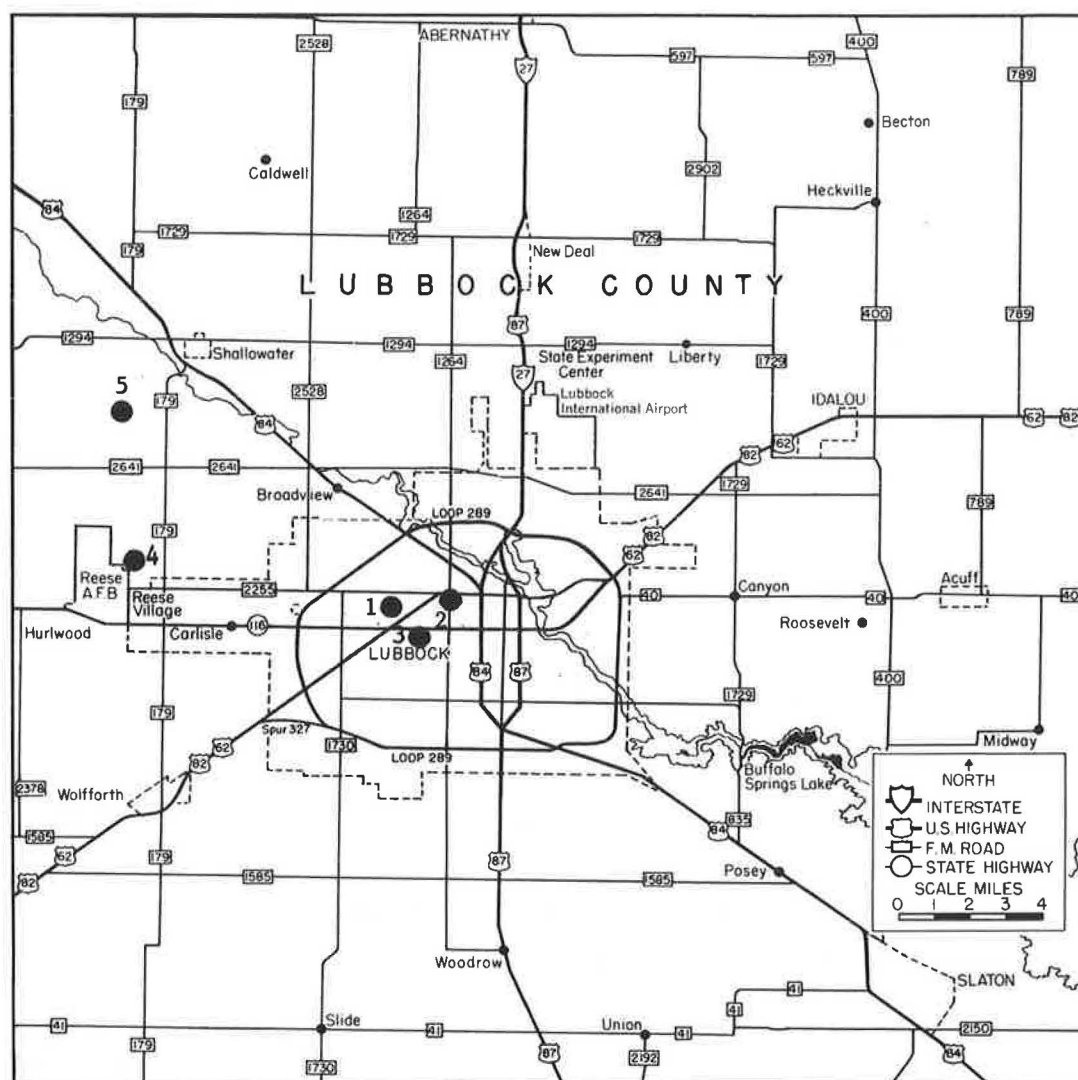 ABERNATHY
2528
400
597
597
27
179
789
Becton
Caldwell
2902
Heckville
84
1264
1729
1729
1729
179
New Deal
LUBBOCK COUNTY
400
789
87
1294
1294
1294
State Experiment
Center
Liberty
Shallowater
1264
1729
27
5
179
2528
Lubbock
International Airport
IDALOU
84
62
82
62
82
2641
2641
1729
Broadview
2641
789
LOOP 289
179
82
62
4
Reese
A.F.B
Reese
Village
2255
40
Canyon
40
Acuff
40
1
2
Hurlwood
Carlisle
116
3
LUBBOCK
Roosevelt
84
87
400
1729
179
Spur 327
1730
LOOP 289
Midway
62
82
Buffalo
Springs Lake
2378
Wolfforth
835
84
1585
179
62
87
82
1585
1585
Posey
NORTH
INTERSTATE
U.S. HIGHWAY
F.M. ROAD
STATE HIGHWAY
SCALE MILES
0 1 2 3 4
Woodrow
SLATON
41
Slide
41
Union
41
41
41
2150
179
1730
87
2192
84